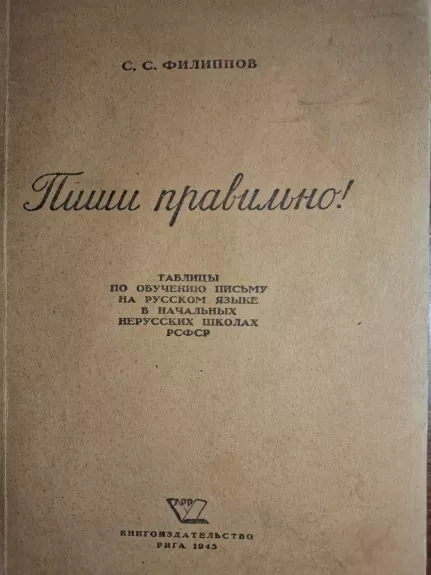 С. С. ФИЛИППОВ
Пиши правильно!
ТАБЛИЦЫ
ПО ОБУЧЕНИЮ ПИСЬМУ
НА РУССКОМ ЯЗЫКЕ
В НАЧАЛЬНЫХ
НЕРУССКИХ ШКОЛАХ
РСФСР
КНИГОИЗДАТЕЛЬСТВО
РИГА 1945